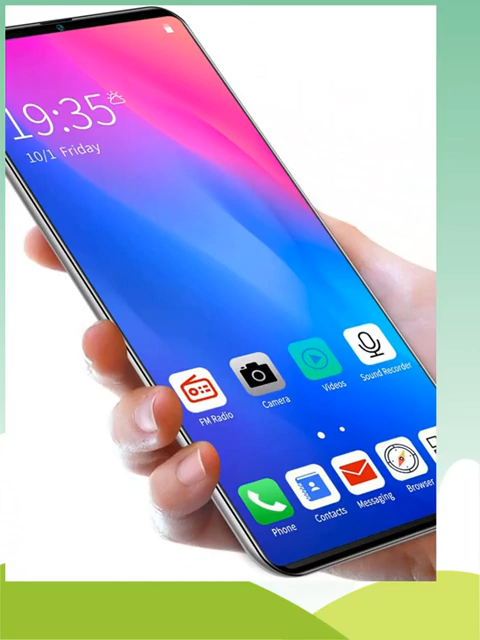 19:35
10/1 Friday
FM Radio
Camera
Videos
Sound Recorder
Phone
Contacts
Messaging
Browser